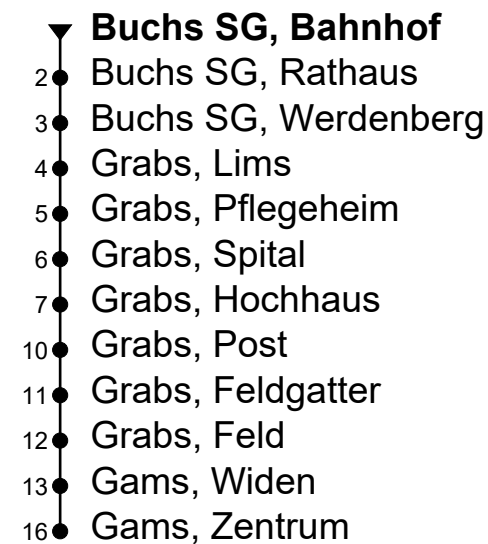 Buchs SG, Bahnhof
2 Buchs SG, Rathaus
3 Buchs SG, Werdenberg
4 Grabs, Lims
5 Grabs, Pflegeheim
6 Grabs, Spital
7 Grabs, Hochhaus
10 Grabs, Post
11 Grabs, Feldgatter
12 Grabs, Feld
13 Gams, Widen
16 Gams, Zentrum